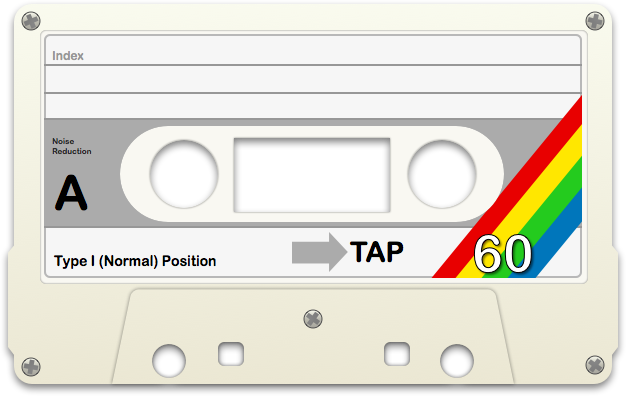 Index
Noise
Reduction
A
Type I (Normal) Position
TAP
60